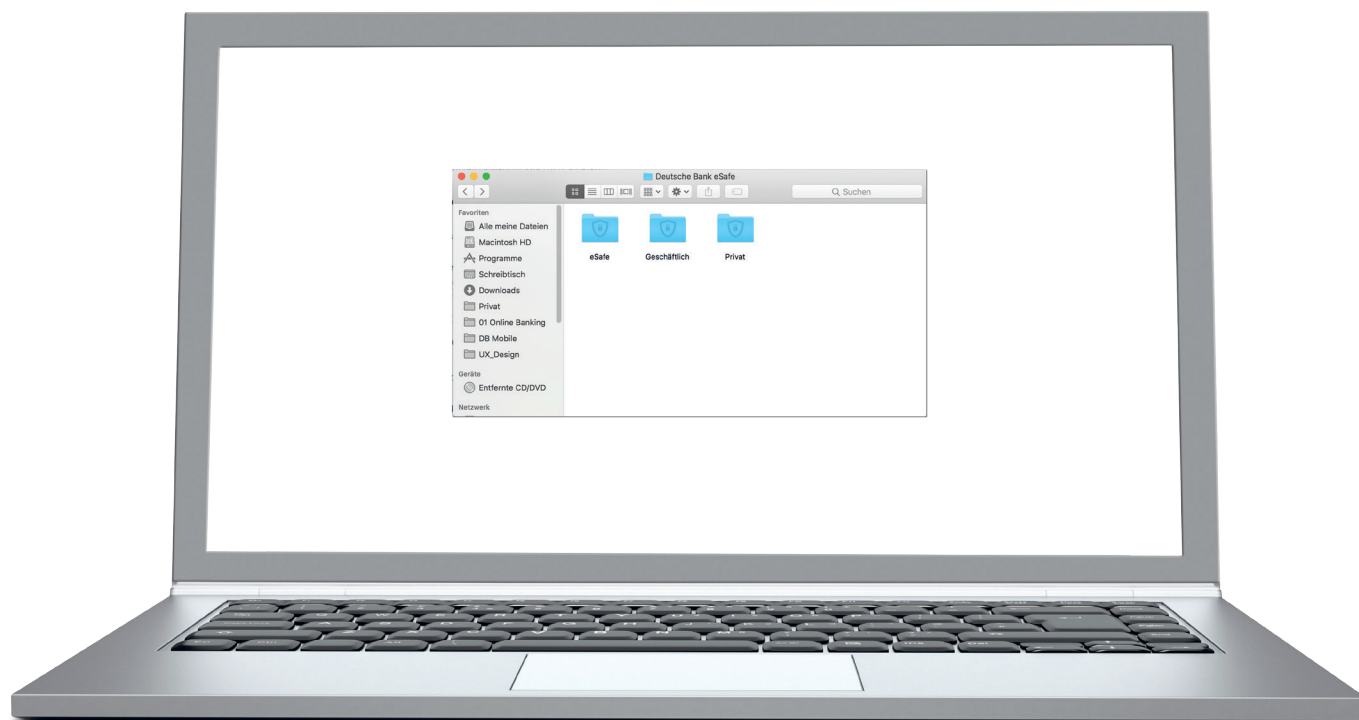 Deutsche Bank eSafe
Suchen
Favoriten
Alle meine Dateien
Macintosh HD
Programme
Schreibtisch
Downloads
Privat
01 Online Banking
DB Mobile
UX_Design
Geräte
Entfernte CD/DVD
Netzwerk
eSafe Geschäftlich Privat